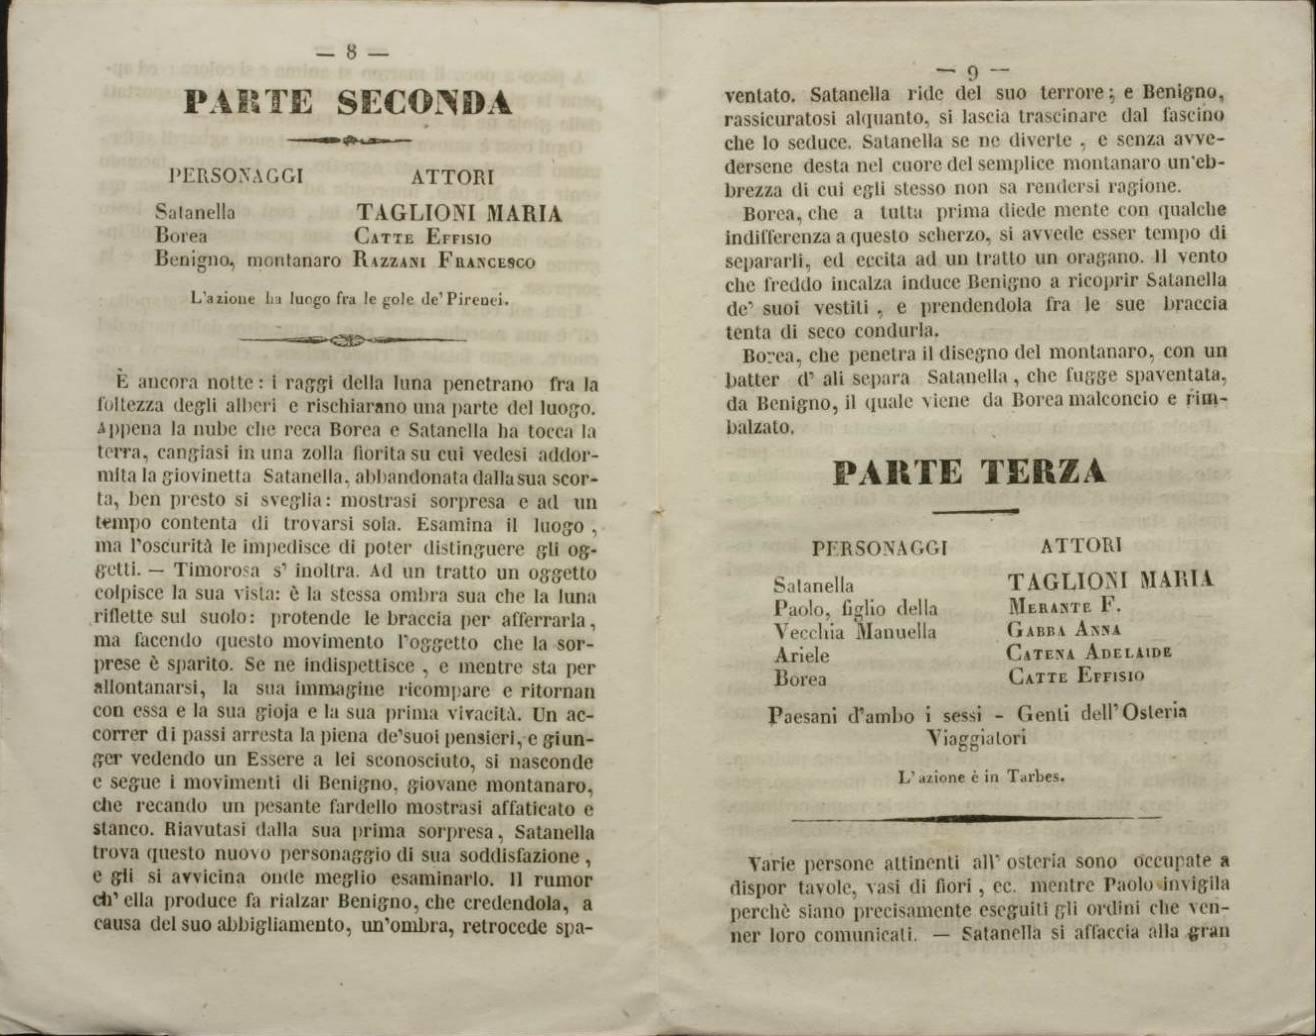 — 8 —
PARTE SECONDA
PERSONAGGI ATTORI
Satanella TAGLIONI MARIA
Borea CATTE EFFISIO
Benigno, montanaro RAZZANI FRANCESCO
L'azione ha luogo fra le gole de' Pirenei.
È ancora notte : i raggi della luna penetrano fra la
foltezza degli alberi e rischiarano una parte del luogo.
Appena la nube che reca Borea e Satanella ha tocca la
terra, cangiasi in una zolla fiorita su cui vedesi addor-
mita la giovinetta Satanella, abbandonata dalla sua scor-
ta, ben presto si sveglia : mostrasi sorpresa e ad un
tempo contenta di trovarsi sola. Esamina il luogo ,
ma l'oscurità le impedisce di poter distinguere gli og-
getti. — Timorosa s' inoltra. Ad un tratto un oggetto
colpisce la sua vista: è la stessa ombra sua che la luna
riflette sul suolo: protende le braccia per afferrarla ,
ma facendo questo movimento l'oggetto che la sor-
prese è sparito. Se ne indispettisce , e mentre sta per
allontanarsi, la sua immagine ricompare e ritornan
con essa e la sua gioja e la sua prima vivacità. Un ac-
correr di passi arresta la piena de'suoi pensieri, e giun-
ger vedendo un Essere a lei sconosciuto, si nasconde
e segue i movimenti di Benigno, giovane montanaro,
che recando un pesante fardello mostrasi affaticato e
stanco. Riavutasi dalla sua prima sorpresa , Satanella
trova questo nuovo personaggio di sua soddisfazione ,
e gli si avvicina onde meglio esaminarlo. Il rumor
ch' ella produce fa rialzar Benigno, che credendola, a
causa del suo abbigliamento, un'ombra, retrocede spa-
— 9 —
ventato. Satanella ride del suo terrore ; e Benigno,
rassicuratosi alquanto, si lascia trascinare dal fascino
che lo seduce. Satanella se ne diverte , e senza avve-
dersene desta nel cuore del semplice montanaro un'eb-
brezza di cui egli stesso non sa rendersi ragione.
Borea, che a tutta prima diede mente con qualche
indifferenza a questo scherzo, si avvede esser tempo di
separarli, ed eccita ad un tratto un oragano. Il vento
che freddo incalza induce Benigno a ricoprir Satanella
de' suoi vestiti , e prendendola fra le sue braccia
tenta di seco condurla.
Borea, che penetra il disegno del montanaro, con un
batter d' ali separa Satanella , che fugge spaventata,
da Benigno, il quale viene da Borea malconcio e rim-
balzato.
PARTE TERZA
PERSONAGGI ATTORI
Satanella TAGLIONI MARIA
Paolo, figlio della MERANTE F.
Vecchia Manuella GABBA ANNA
Ariele CATENA ADELAIDE
Borea CATTE EFFISIO
Paesani d'ambo i sessi - Genti dell'Osteria
Viaggiatori
L'azione è in Tarbes.
Varie persone attinenti all' osteria sono occupate a
dispor tavole, vasi di fiori , ec. mentre Paolo invigila
perchè siano precisamente eseguiti gli ordini che ven-
ner loro comunicati. — Satanella si affaccia alla gran